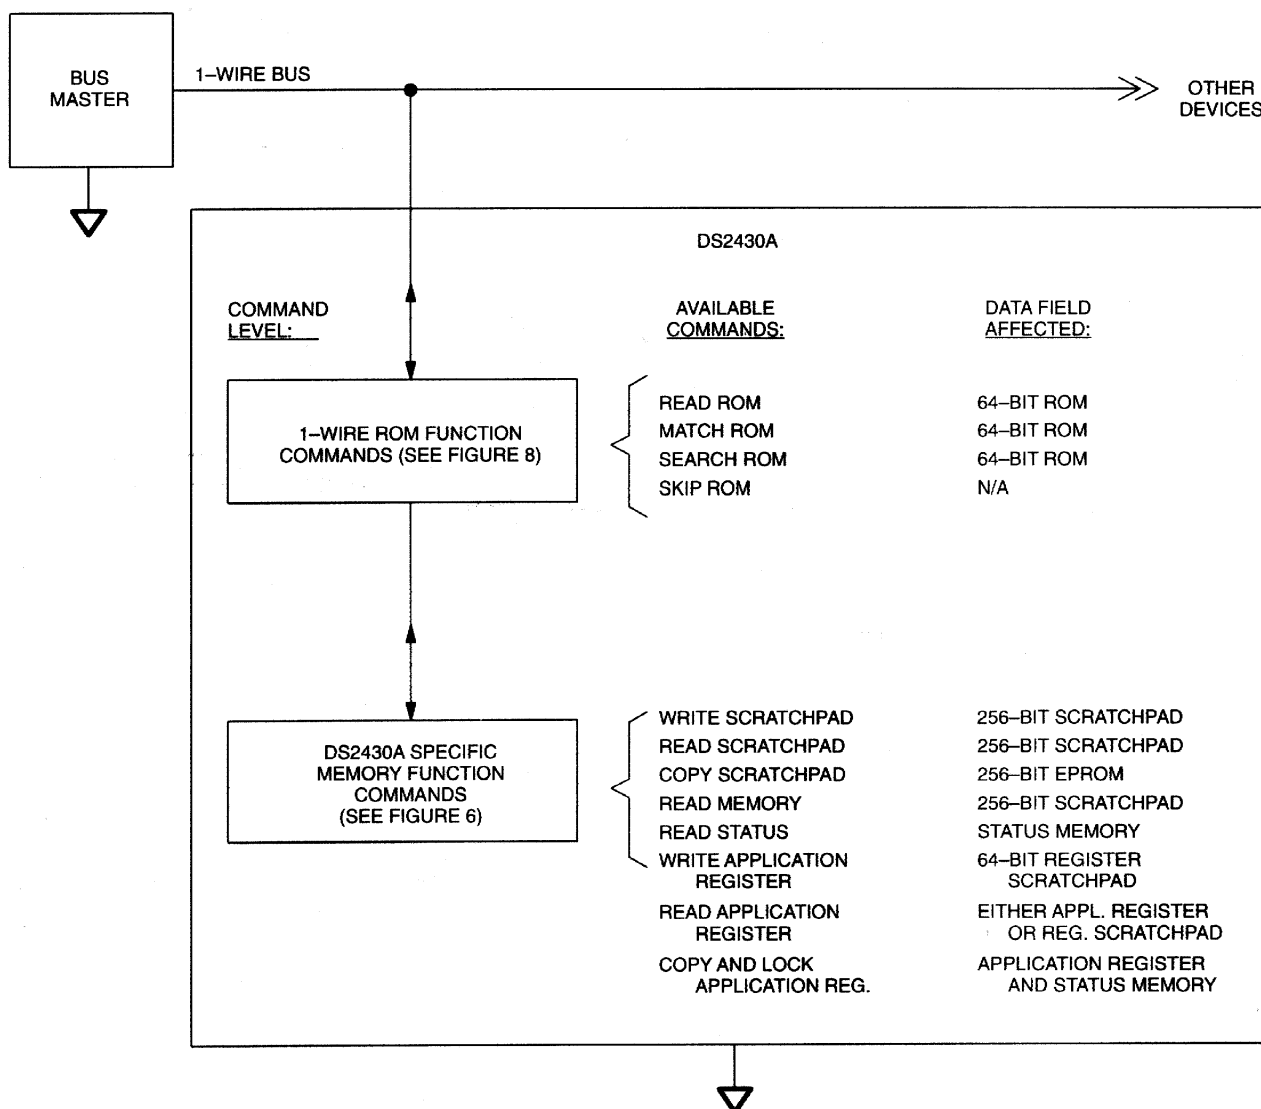 BUS
MASTER
1–WIRE BUS
OTHER
DEVICES
DS2430A
COMMAND
LEVEL:
AVAILABLE
COMMANDS:
DATA FIELD
AFFECTED:
1–WIRE ROM FUNCTION
COMMANDS (SEE FIGURE 8)
READ ROM 64–BIT ROM
MATCH ROM 64–BIT ROM
SEARCH ROM 64–BIT ROM
SKIP ROM N/A
DS2430A SPECIFIC
MEMORY FUNCTION
COMMANDS
(SEE FIGURE 6)
WRITE SCRATCHPAD 256–BIT SCRATCHPAD
READ SCRATCHPAD 256–BIT SCRATCHPAD
COPY SCRATCHPAD 256–BIT EPROM
READ MEMORY 256–BIT SCRATCHPAD
READ STATUS STATUS MEMORY
WRITE APPLICATION 64–BIT REGISTER
REGISTER SCRATCHPAD
READ APPLICATION EITHER APPL. REGISTER
REGISTER OR REG. SCRATCHPAD
COPY AND LOCK APPLICATION REGISTER
APPLICATION REG. AND STATUS MEMORY